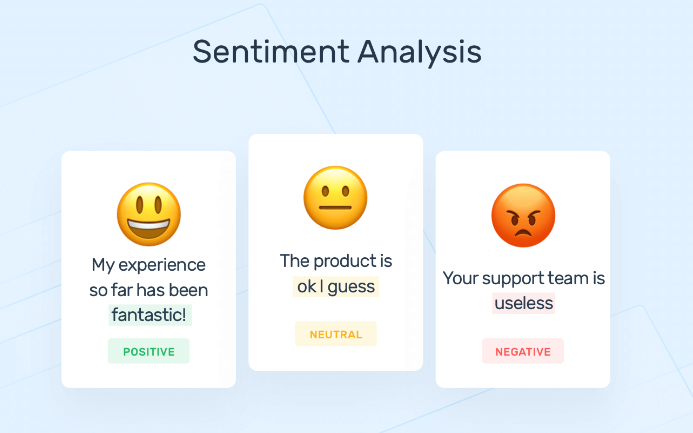 Sentiment Analysis
My experience
so far has been
fantastic!
POSITIVE
The product is
ok I guess
NEUTRAL
Your support team is
useless
NEGATIVE